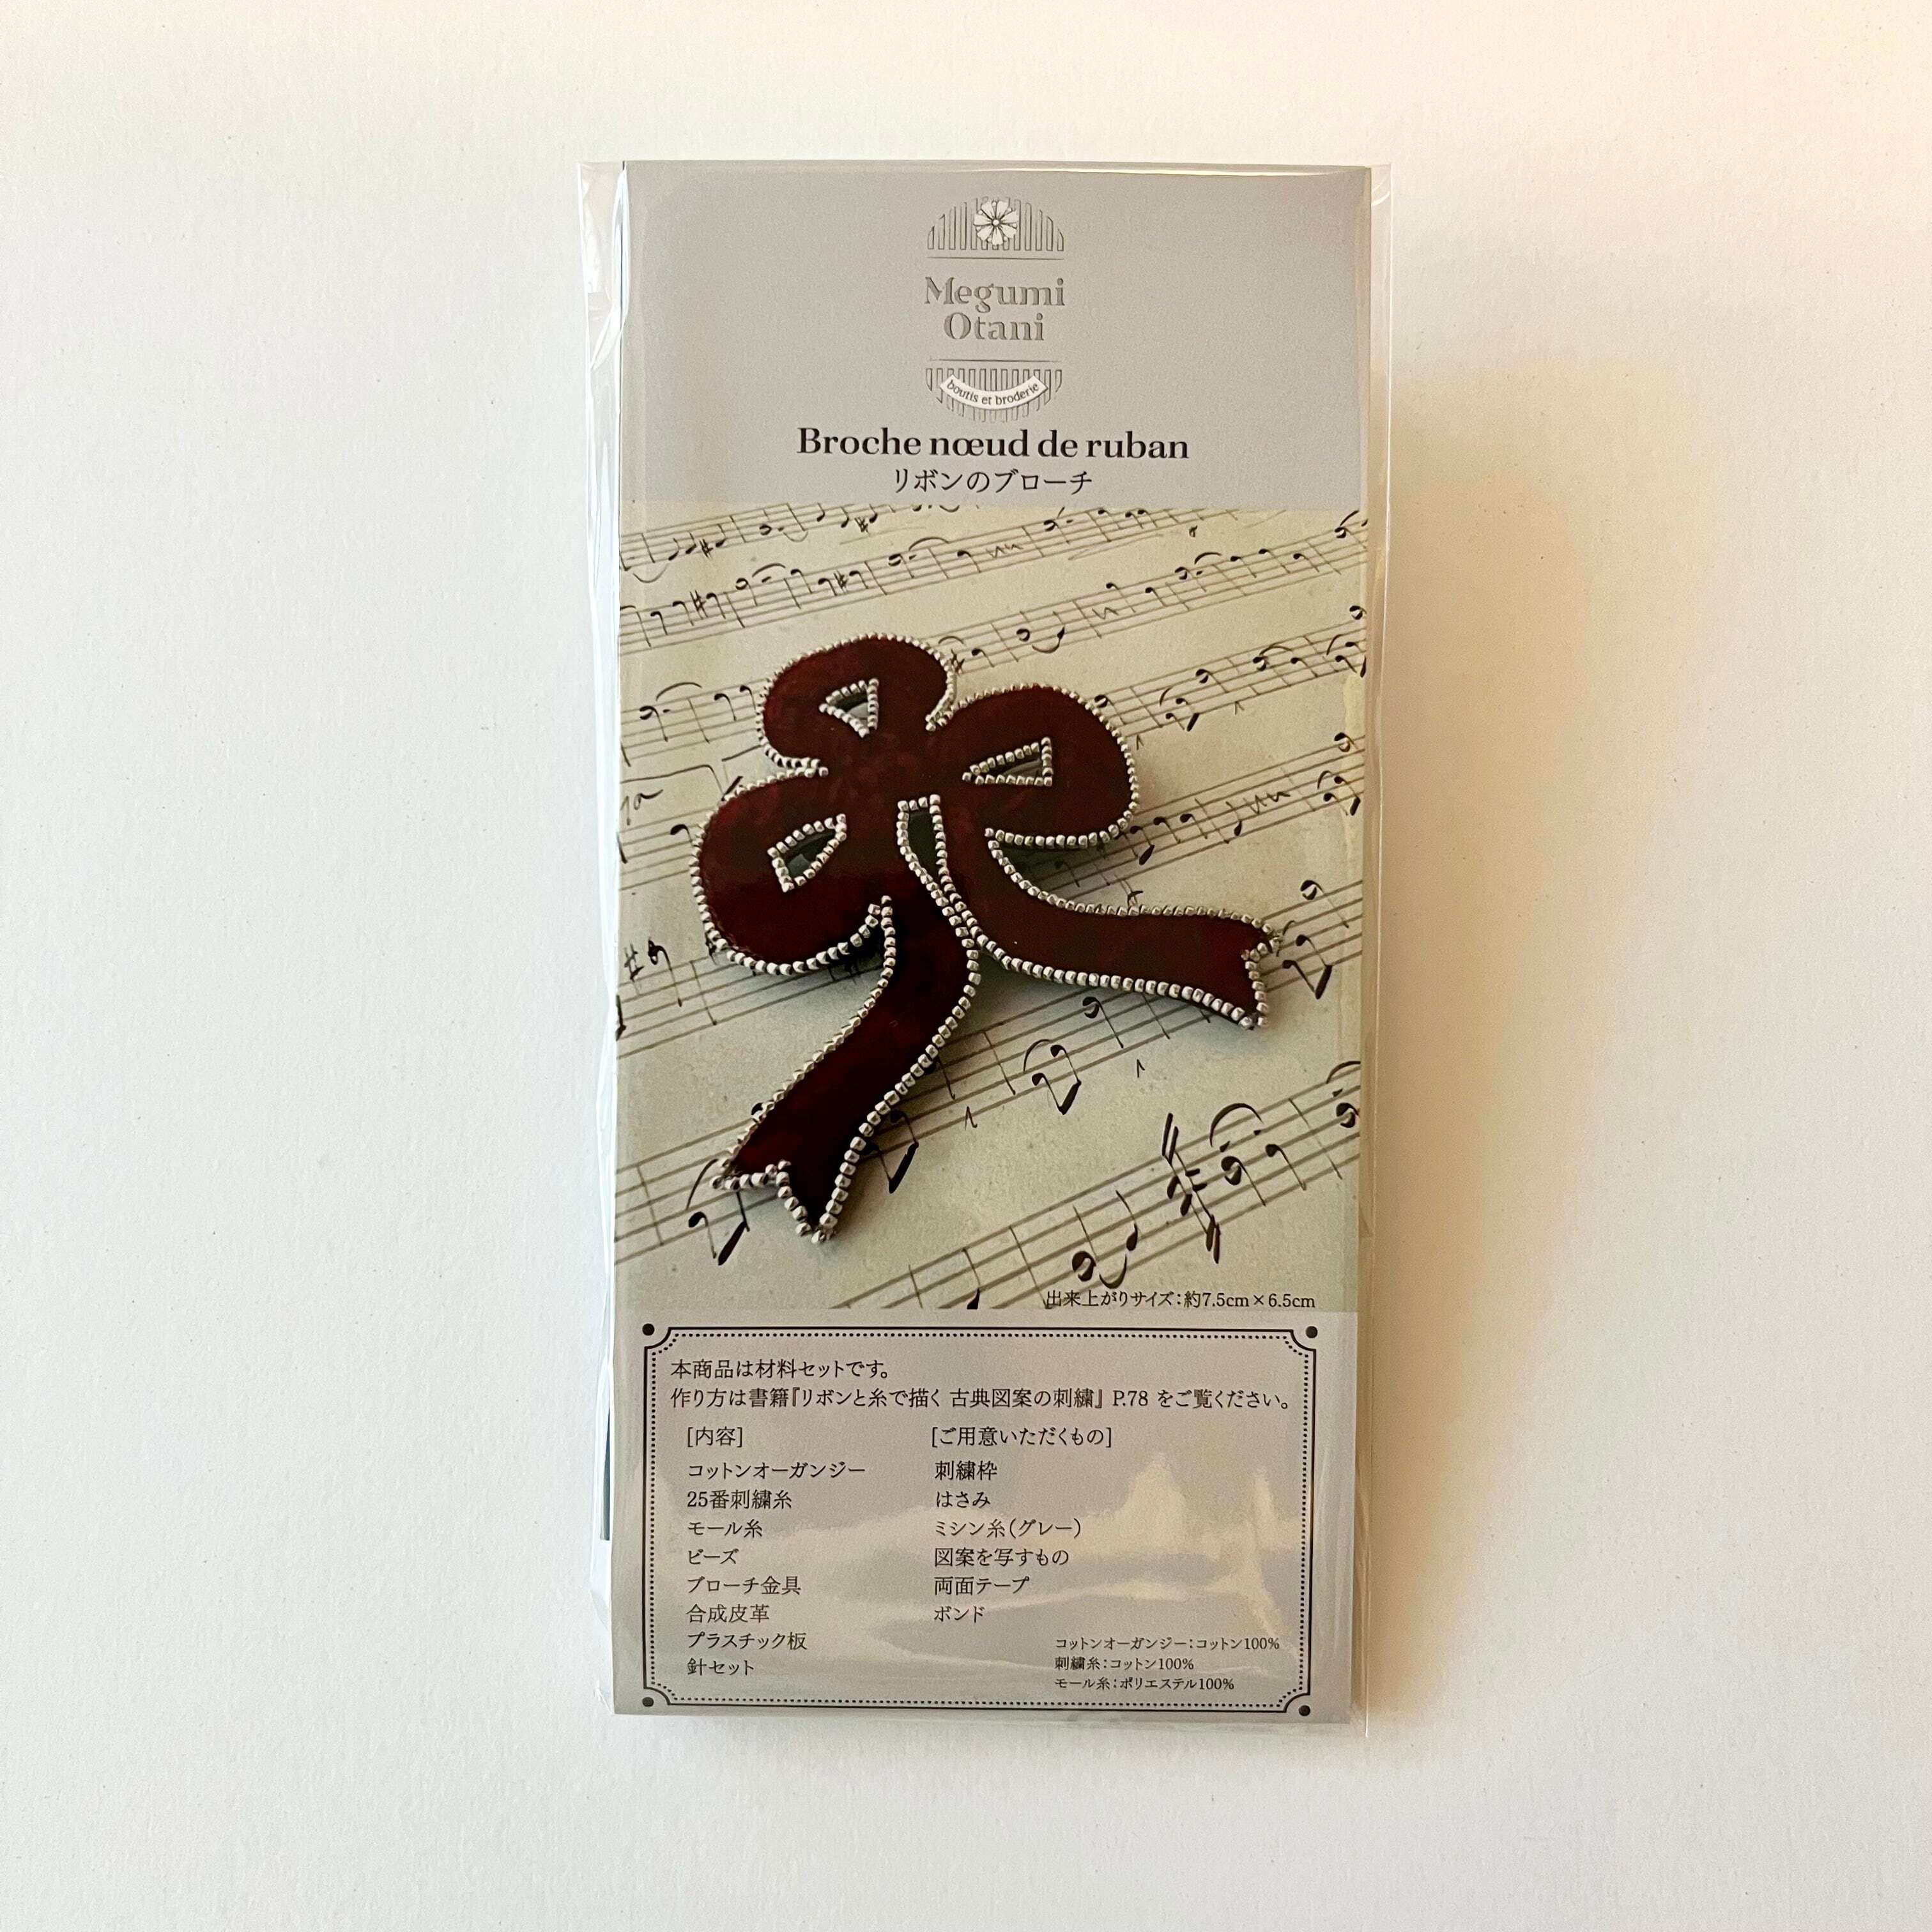 Megumi
Otani
boutis et broderie
Broche nœud de ruban
リボンのブローチ
出来上がりサイズ：約7.5cm×6.5cm
本商品は材料セットです。
作り方は書籍『リボンと糸で描く 古典図案の刺繍』 P.78 をご覧ください。
[内容]
コットンオーガンジー
25番刺繍糸
モール糸
ビーズ
ブローチ金具
合成皮革
プラスチック板
針セット
[ご用意いただくもの]
刺繍枠
はさみ
ミシン糸（グレー）
図案を写すもの
両面テープ
ボンド
コットンオーガンジー：コットン100%
刺繍糸：コットン100%
モール糸：ポリエステル100%